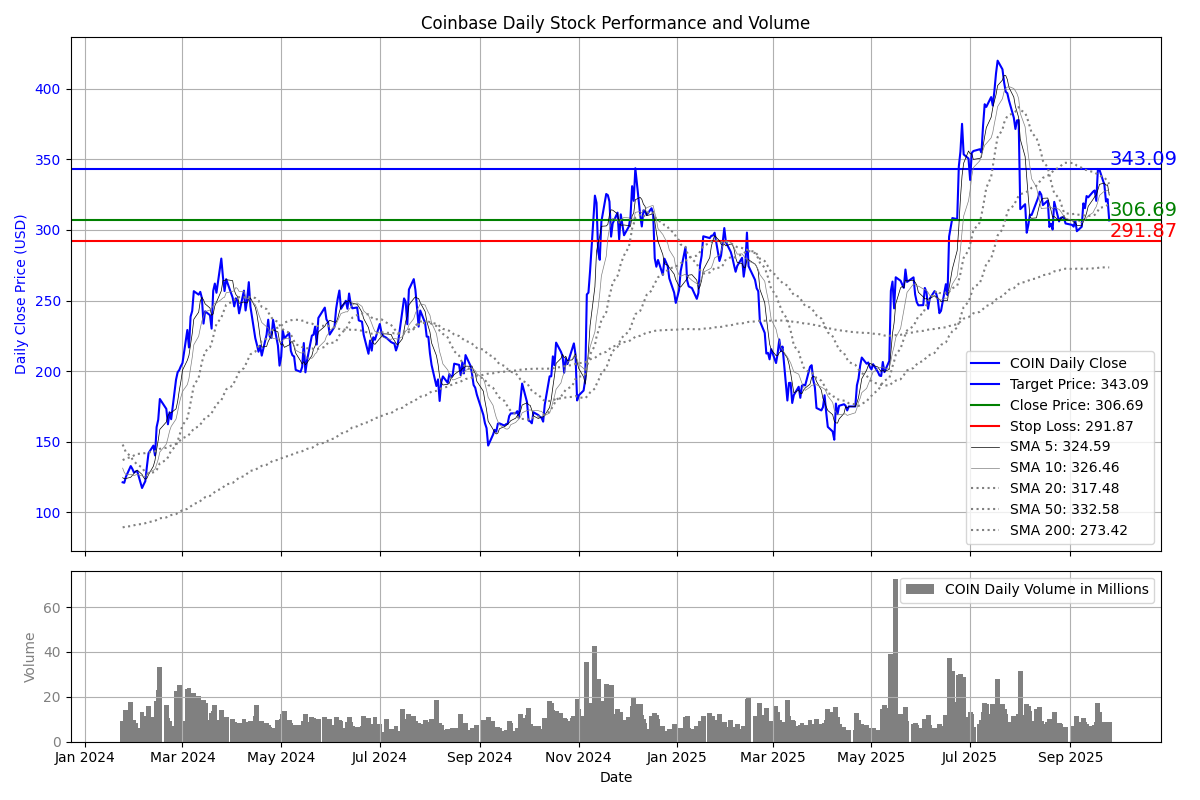 Coinbase Daily Stock Performance and Volume
Daily Close Price (USD)
400
350
300
250
200
150
100
343.09
306.69
291.87
COIN Daily Close
Target Price: 343.09
Close Price: 306.69
Stop Loss: 291.87
SMA 5: 324.59
SMA 10: 326.46
SMA 20: 317.48
SMA 50: 332.58
SMA 200: 273.42
Volume
60
40
20
0
COIN Daily Volume in Millions
Jan 2024 Mar 2024 May 2024 Jul 2024 Sep 2024 Nov 2024 Jan 2025 Mar 2025 May 2025 Jul 2025 Sep 2025
Date